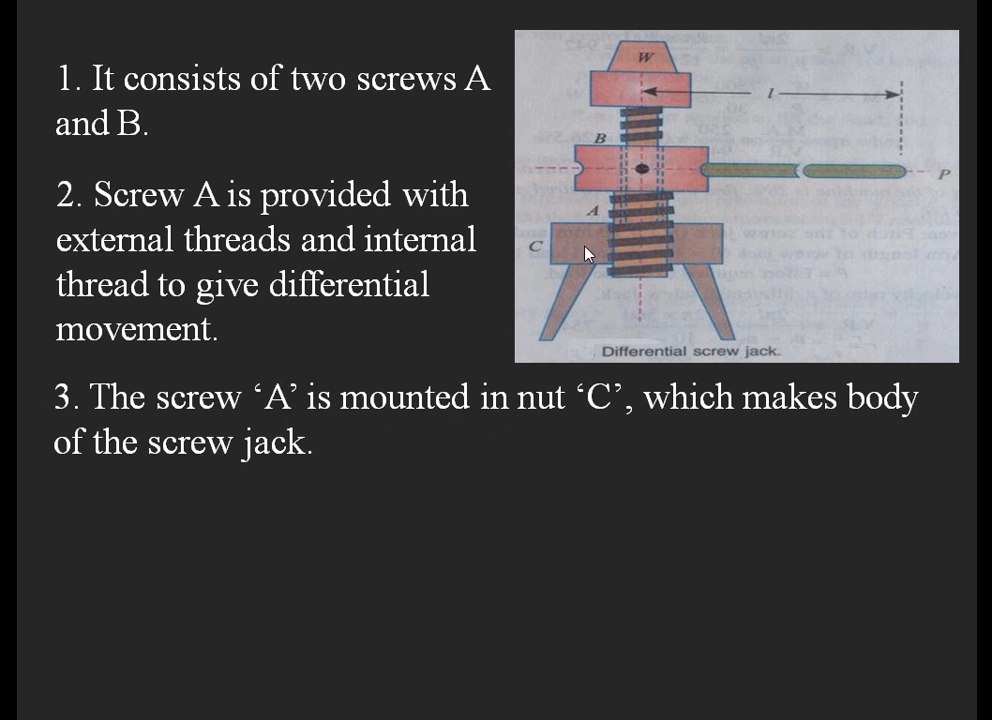 1. It consists of two screws A
and B.
2. Screw A is provided with
external threads and internal
thread to give differential
movement.
W
l
B
P
A
C
Differential screw jack.
3. The screw ‘A’ is mounted in nut ‘C’, which makes body
of the screw jack.